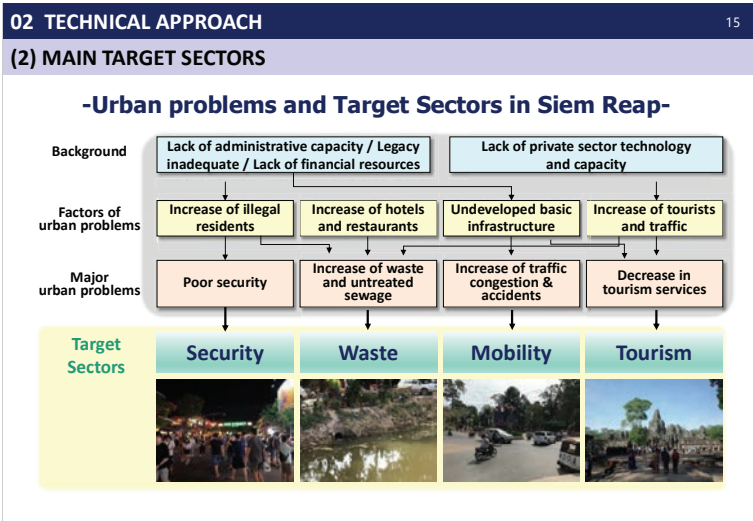 02 TECHNICAL APPROACH
15
(2) MAIN TARGET SECTORS
-Urban problems and Target Sectors in Siem Reap-
Background
Lack of administrative capacity / Legacy
inadequate / Lack of financial resources
Lack of private sector technology
and capacity
Factors of
urban problems
Increase of illegal
residents
Increase of hotels
and restaurants
Undeveloped basic
infrastructure
Increase of tourists
and traffic
Major
urban problems
Poor security
Increase of waste
and untreated
sewage
Increase of traffic
congestion &
accidents
Decrease in
tourism services
Target
Sectors
Security
Waste
Mobility
Tourism